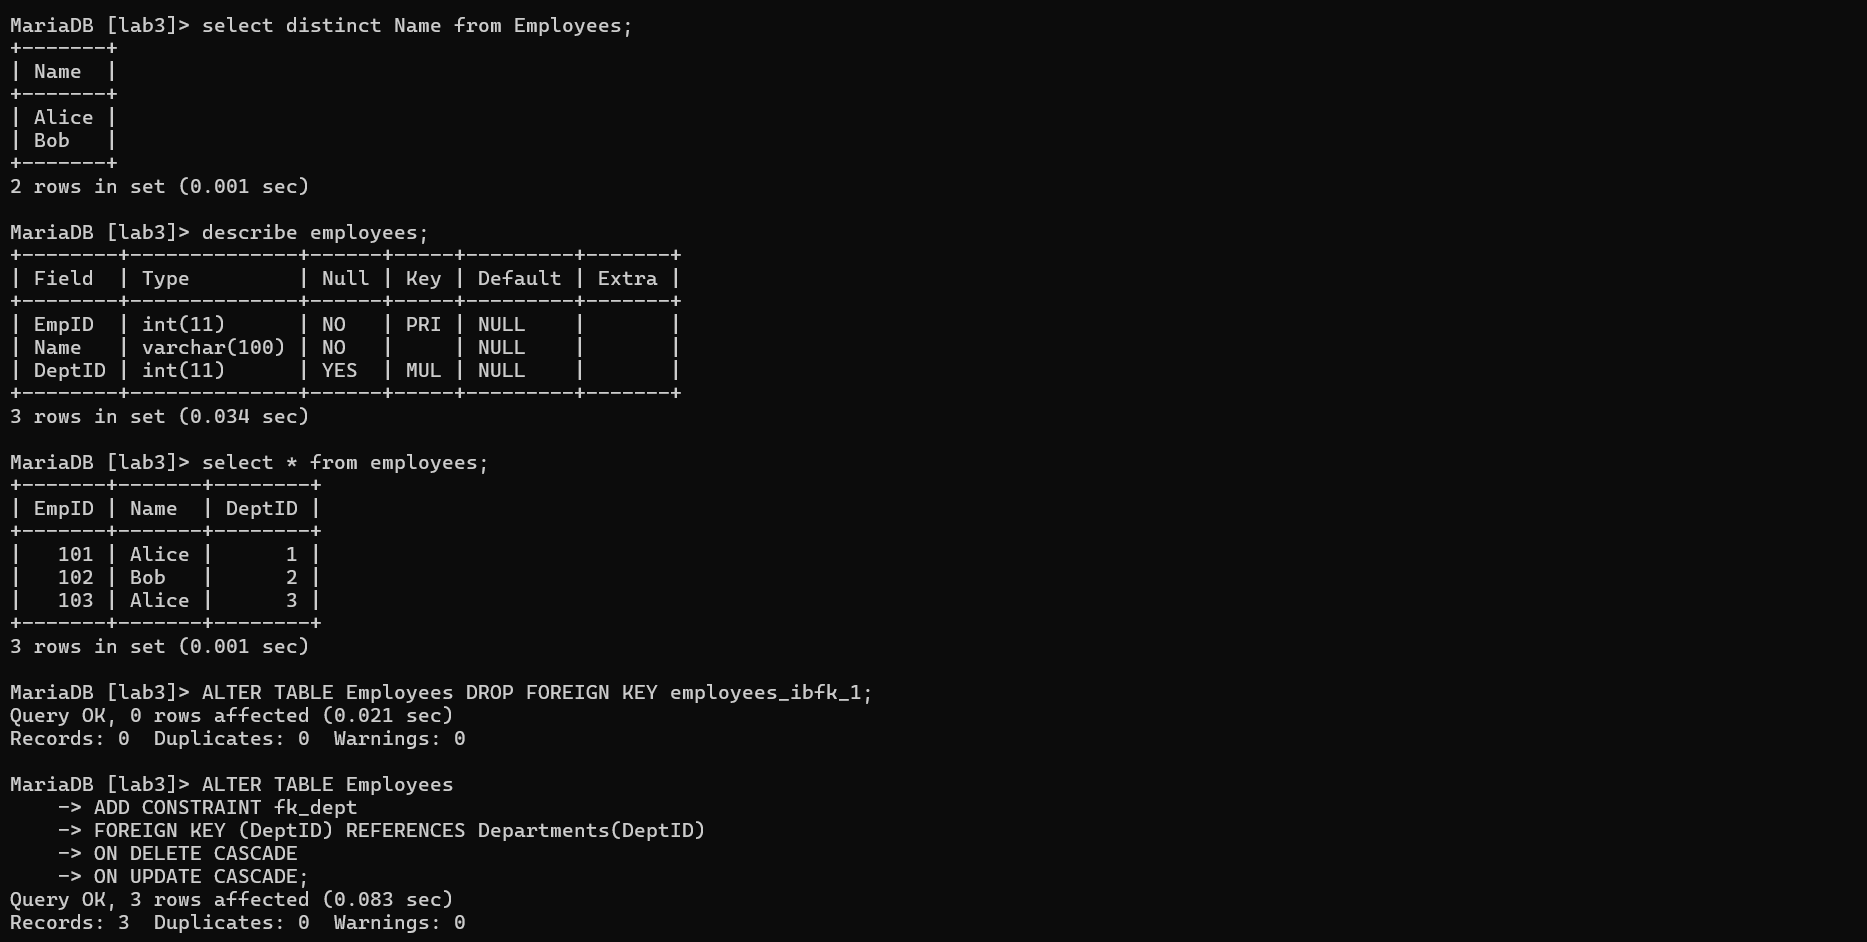 MariaDB [lab3]> select distinct Name from Employees;
+-------+
| Name  |
+-------+
| Alice |
| Bob   |
+-------+
2 rows in set (0.001 sec)

MariaDB [lab3]> describe employees;
+--------+--------------+------+-----+---------+-------+
| Field  | Type         | Null | Key | Default | Extra |
+--------+--------------+------+-----+---------+-------+
| EmpID  | int(11)      | NO   | PRI | NULL    |       |
| Name   | varchar(100) | NO   |     | NULL    |       |
| DeptID | int(11)      | YES  | MUL | NULL    |       |
+--------+--------------+------+-----+---------+-------+
3 rows in set (0.034 sec)

MariaDB [lab3]> select * from employees;
+-------+-------+--------+
| EmpID | Name  | DeptID |
+-------+-------+--------+
|   101 | Alice |      1 |
|   102 | Bob   |      2 |
|   103 | Alice |      3 |
+-------+-------+--------+
3 rows in set (0.001 sec)

MariaDB [lab3]> ALTER TABLE Employees DROP FOREIGN KEY employees_ibfk_1;
Query OK, 0 rows affected (0.021 sec)
Records: 0  Duplicates: 0  Warnings: 0

MariaDB [lab3]> ALTER TABLE Employees
    -> ADD CONSTRAINT fk_dept
    -> FOREIGN KEY (DeptID) REFERENCES Departments(DeptID)
    -> ON DELETE CASCADE
    -> ON UPDATE CASCADE;
Query OK, 3 rows affected (0.083 sec)
Records: 3  Duplicates: 0  Warnings: 0